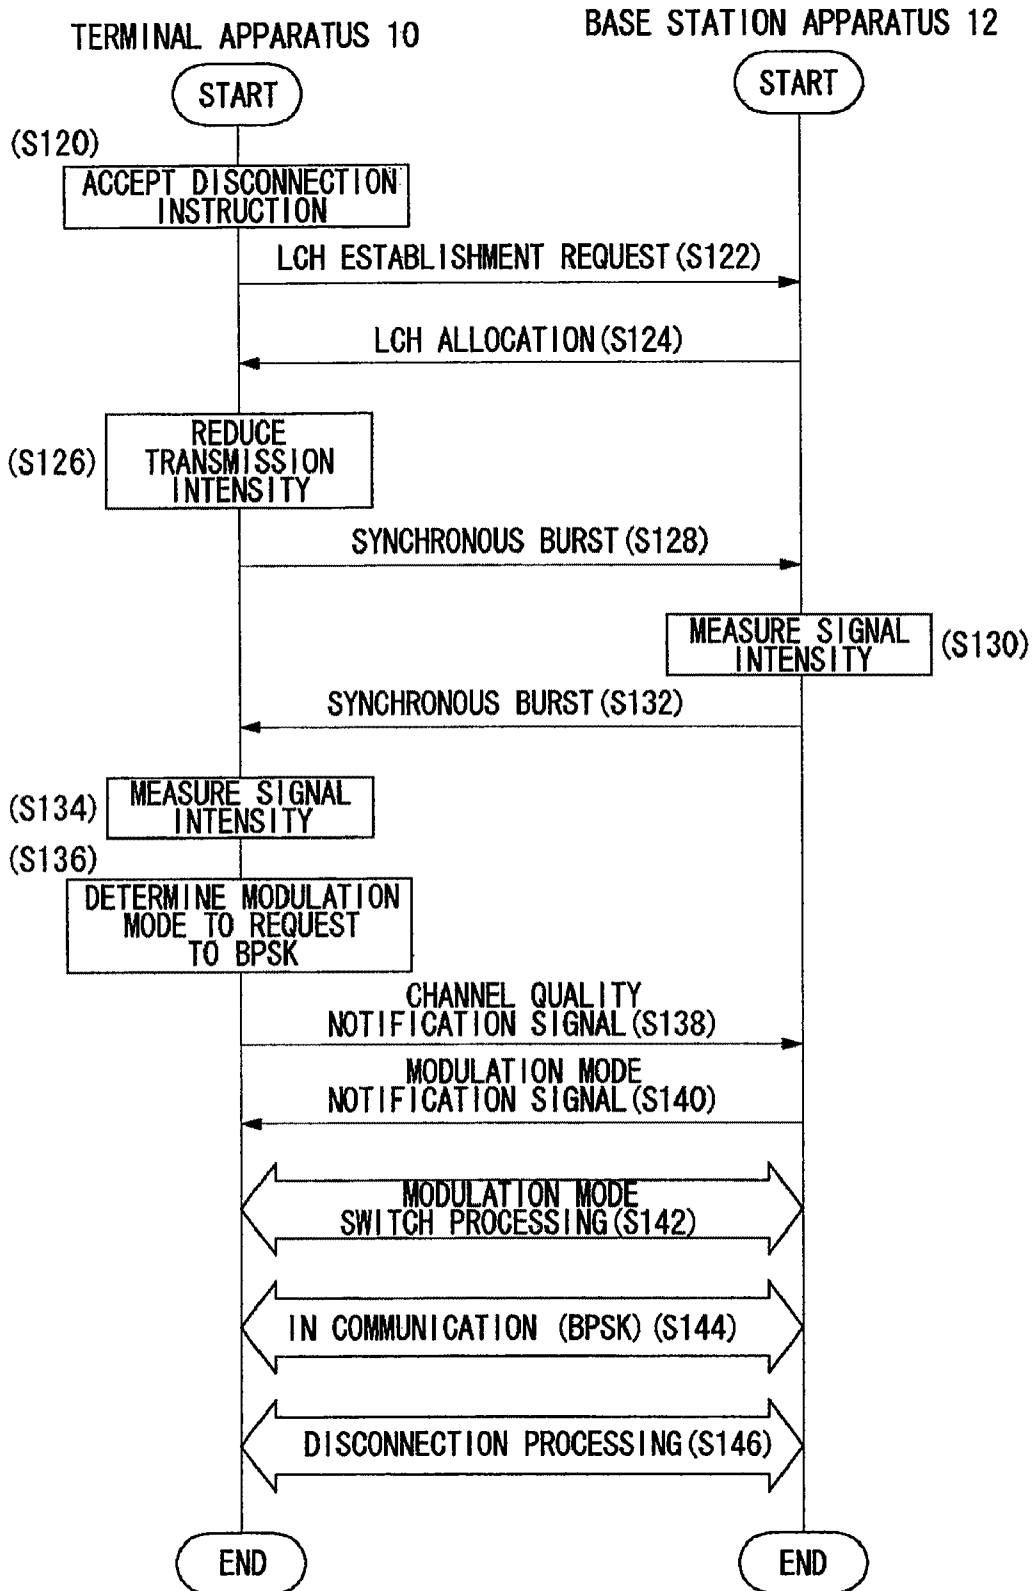 TERMINAL APPARATUS 10
BASE STATION APPARATUS 12
START
START
(S120)
ACCEPT DISCONNECTION
INSTRUCTION
LCH ESTABLISHMENT REQUEST(S122)
LCH ALLOCATION(S124)
(S126)
REDUCE
TRANSMISSION
INTENSITY
SYNCHRONOUS BURST(S128)
MEASURE SIGNAL
INTENSITY
(S130)
SYNCHRONOUS BURST(S132)
(S134)
MEASURE SIGNAL
INTENSITY
(S136)
DETERMINE MODULATION
MODE TO REQUEST
TO BPSK
CHANNEL QUALITY
NOTIFICATION SIGNAL(S138)
MODULATION MODE
NOTIFICATION SIGNAL(S140)
MODULATION MODE
SWITCH PROCESSING(S142)
IN COMMUNICATION (BPSK)(S144)
DISCONNECTION PROCESSING(S146)
END
END